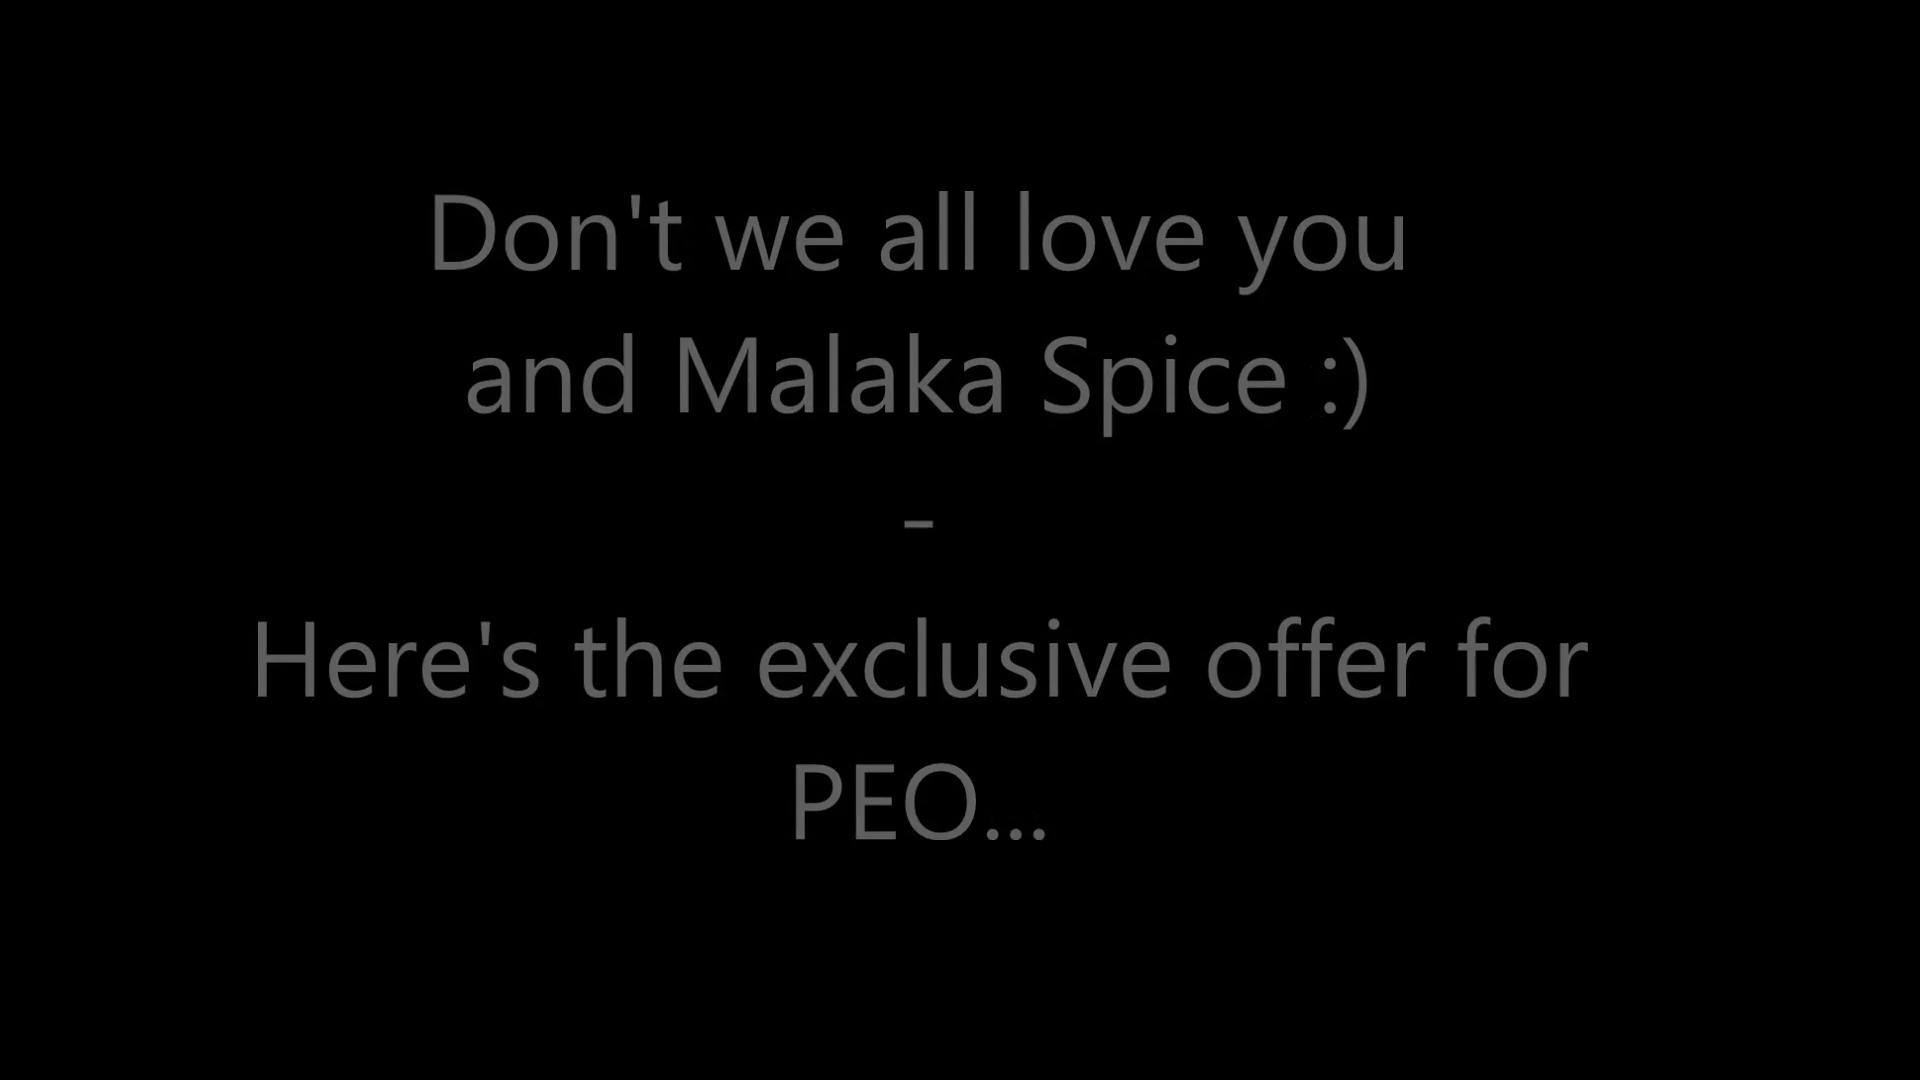 Don't we all love you
and Malaka Spice :)
-
Here's the exclusive offer for
PEO...